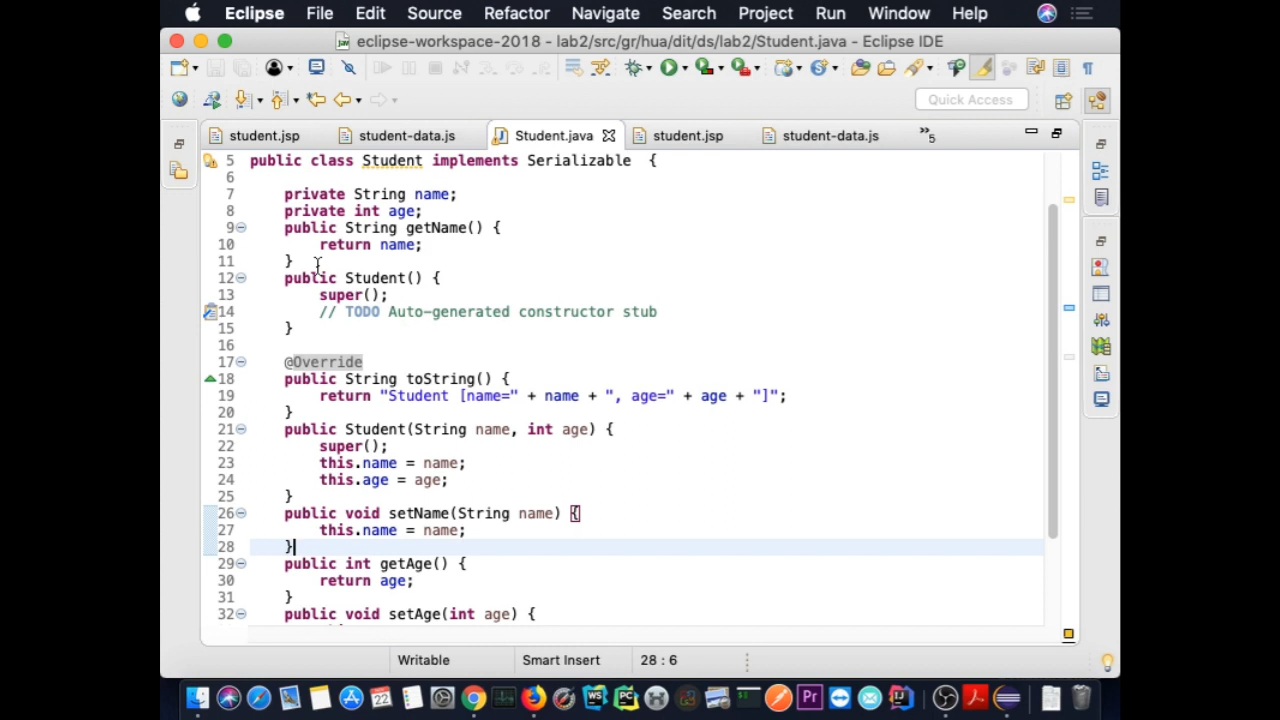 Eclipse File Edit Source Refactor Navigate Search Project Run Window Help
eclipse-workspace-2018 - lab2/src/gr/hua/dit/ds/lab2/Student.java - Eclipse IDE
Quick Access
student.jsp student-data.js Student.java student.jsp student-data.js »5
5 public class Student implements Serializable {
6
7 private String name;
8 private int age;
9 public String getName() {
10 return name;
11 }
12 public Student() {
13 super();
14 // TODO Auto-generated constructor stub
15 }
16
17 @Override
18 public String toString() {
19 return "Student [name=" + name + ", age=" + age + "]";
20 }
21 public Student(String name, int age) {
22 super();
23 this.name = name;
24 this.age = age;
25 }
26 public void setName(String name) {
27 this.name = name;
28 }
29 public int getAge() {
30 return age;
31 }
32 public void setAge(int age) {
Writable Smart Insert 28 : 6
22 WS PC Pr IJ